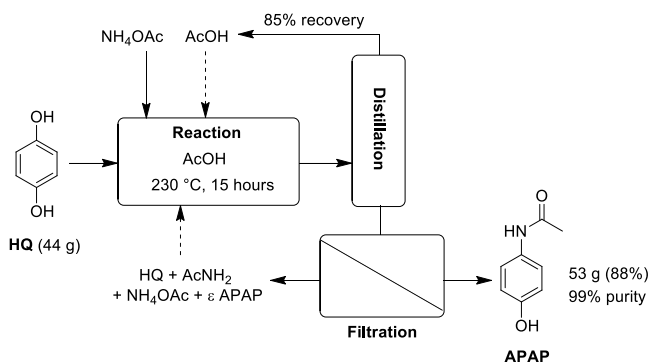 85% recovery
NH4OAc
AcOH
OH
OH
HQ (44 g)
Reaction
AcOH
230 °C, 15 hours
Distillation
HQ + AcNH2
+ NH4OAc + ε APAP
Filtration
O
HN
OH
53 g (88%)
99% purity
APAP